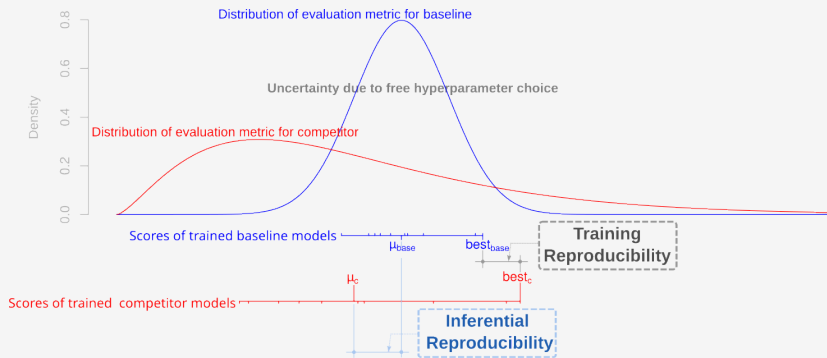 Distribution of evaluation metric for baseline
0.8
0.6
Uncertainty due to free hyperparameter choice
Density
0.4
Distribution of evaluation metric for competitor
0.2
0.0
Scores of trained baseline models
μbase
bestbase
Training
Reproducibility
μc
bestc
Scores of trained competitor models
Inferential
Reproducibility